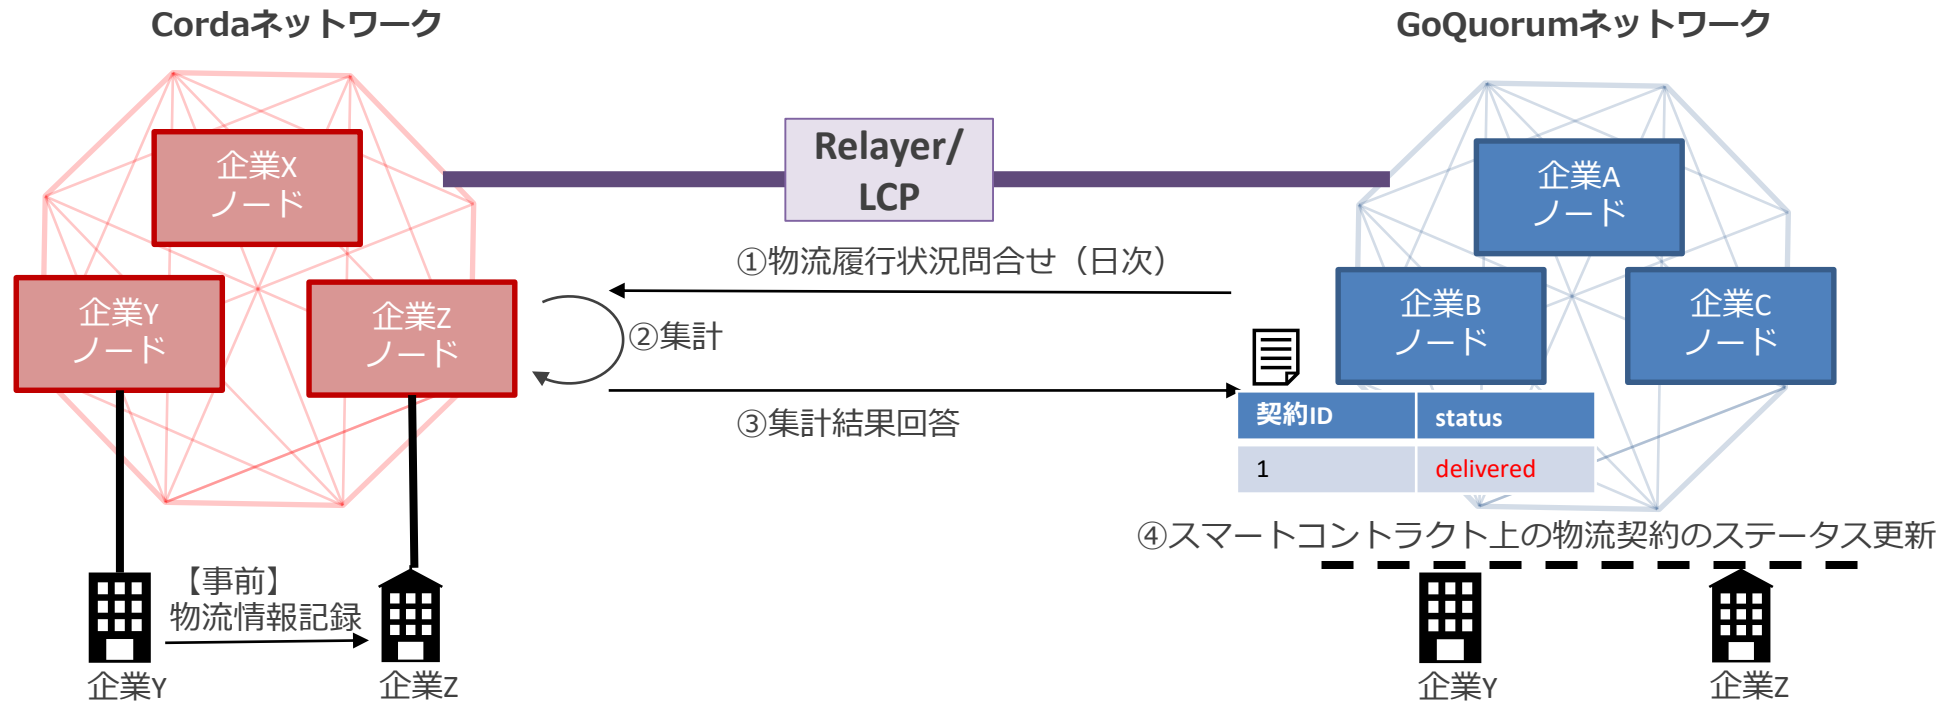 Cordaネットワーク
GoQuorumネットワーク
企業X
ノード
企業Y
ノード
企業Z
ノード
Relayer/
LCP
企業A
ノード
企業B
ノード
企業C
ノード
①物流履行状況問合せ（日次）
②集計
③集計結果回答
契約ID
status
1
delivered
④スマートコントラクト上の物流契約のステータス更新
【事前】
物流情報記録
企業Y
企業Z
企業Y
企業Z